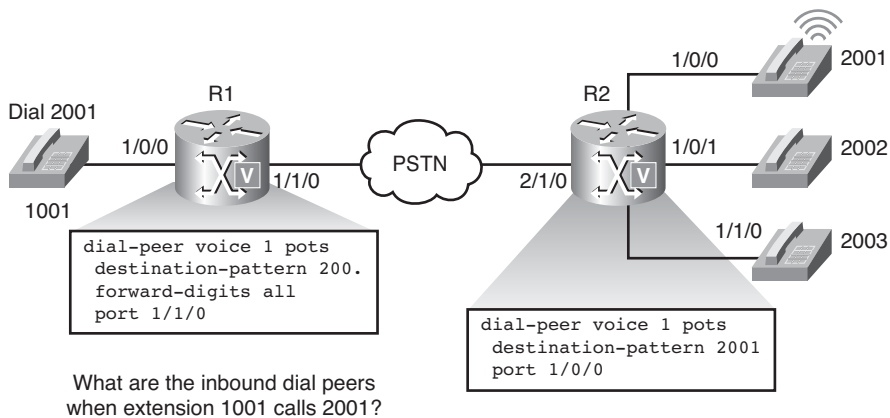 Dial 2001
1001
1/0/0
R1
V
1/1/0
PSTN
R2
V
2/1/0
1/0/0
2001
1/0/1
2002
1/1/0
2003
dial-peer voice 1 pots
destination-pattern 200.
forward-digits all
port 1/1/0
dial-peer voice 1 pots
destination-pattern 2001
port 1/0/0
What are the inbound dial peers
when extension 1001 calls 2001?